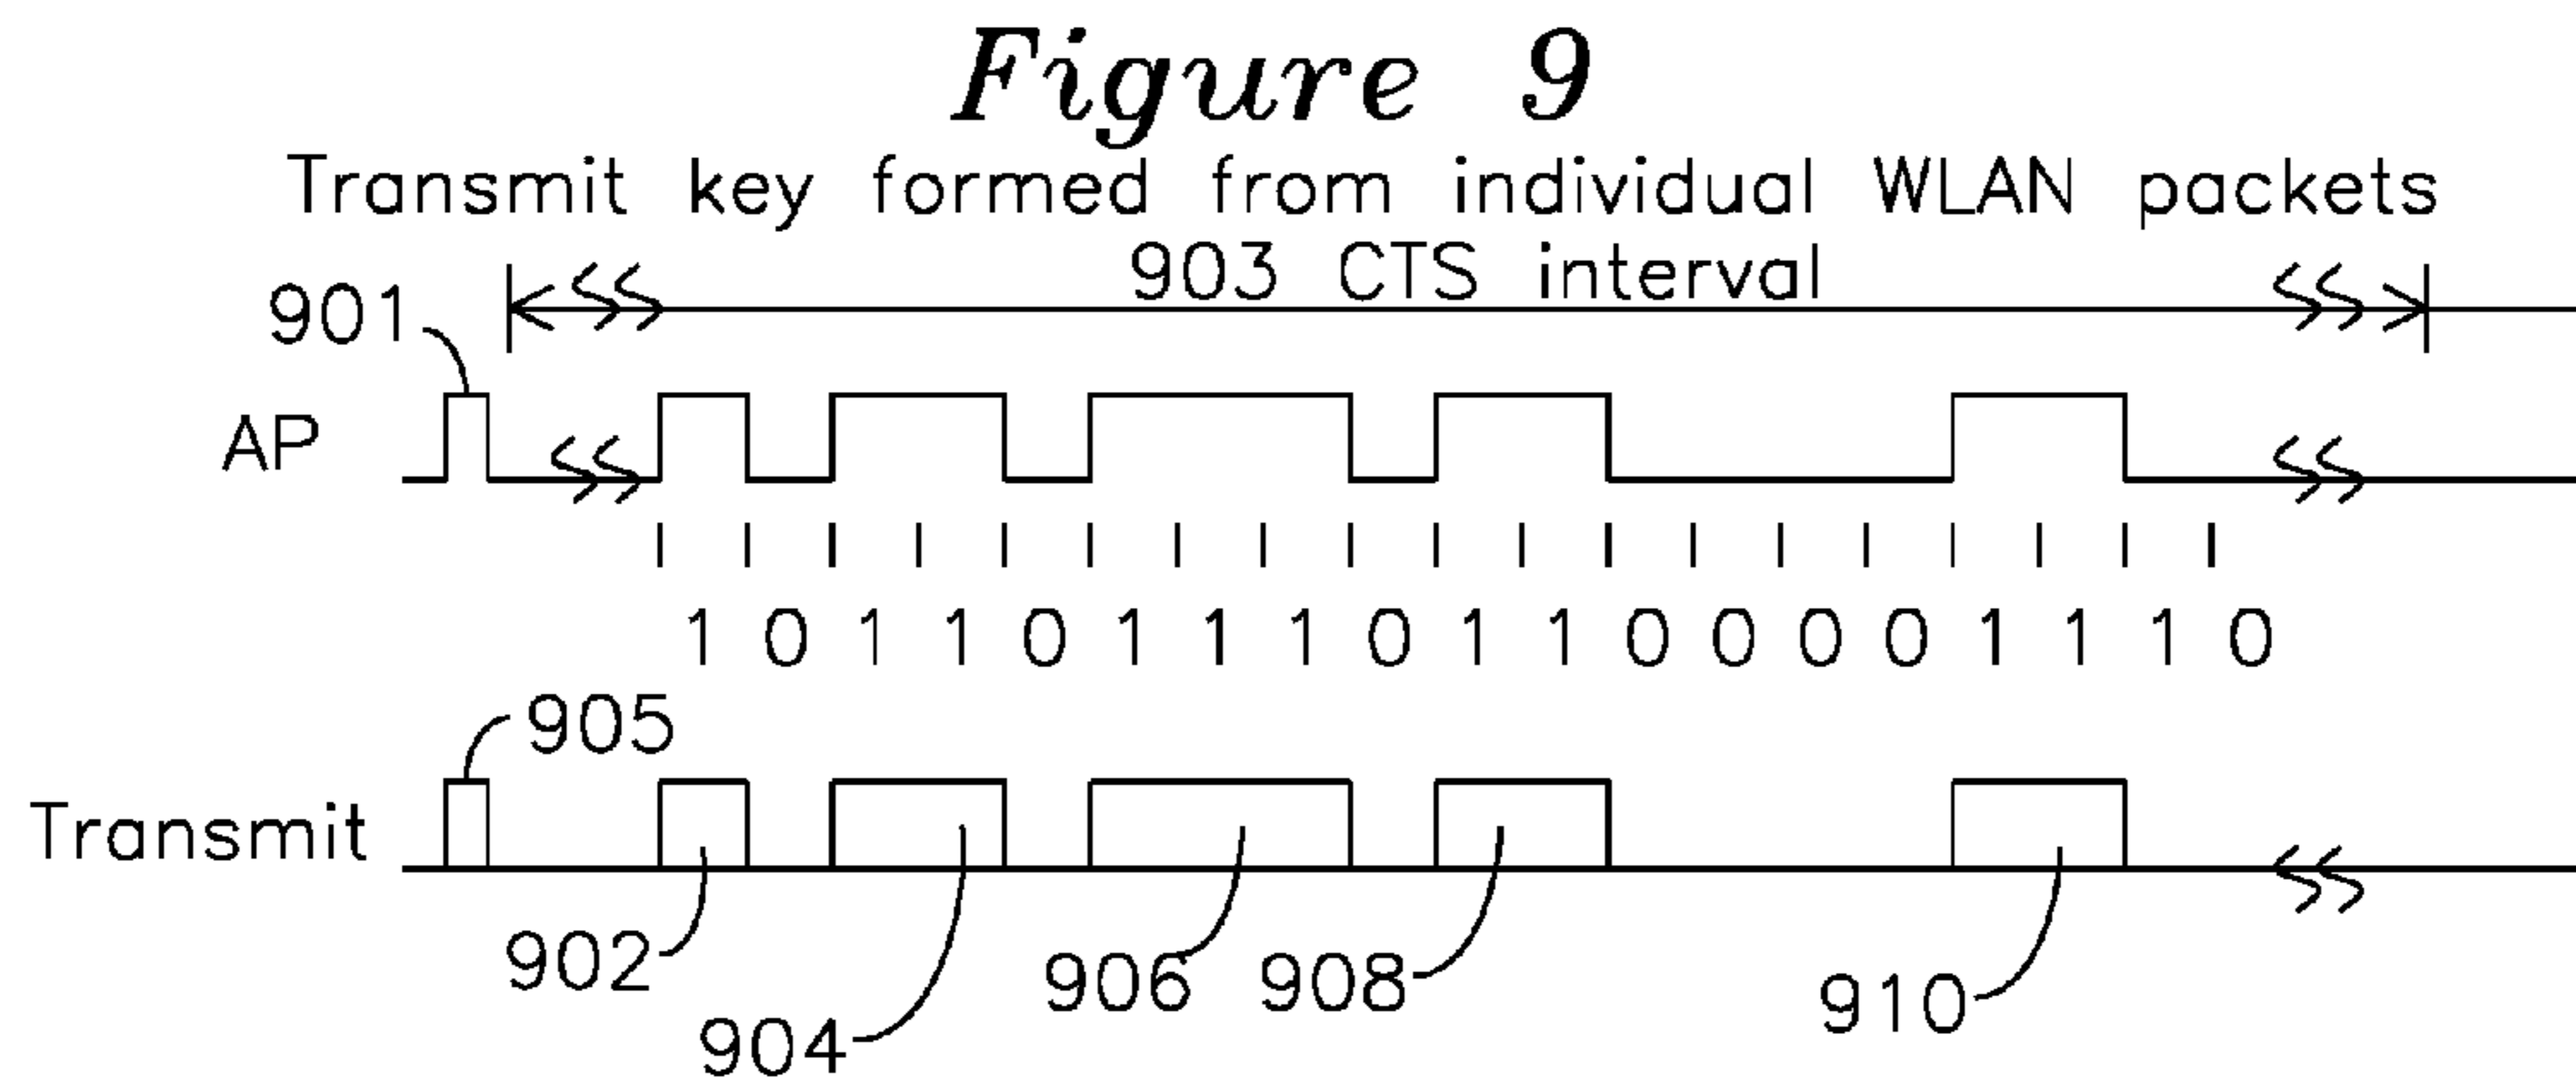 Figure 9
Transmit key formed from individual WLAN packets
903 CTS interval
901
AP
1 0 1 1 0 1 1 1 0 1 1 0 0 0 0 1 1 1 0
905
Transmit
902
904
906
908
910